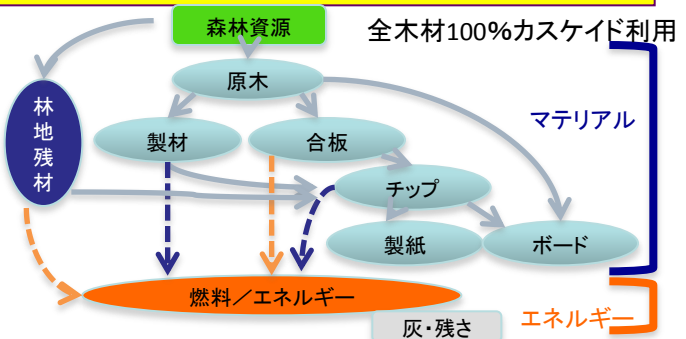 森林資源
全木材100%カスケイド利用
原木
林地残材
マテリアル
製材
合板
チップ
製紙
ボード
燃料／エネルギー
エネルギー
灰・残さ